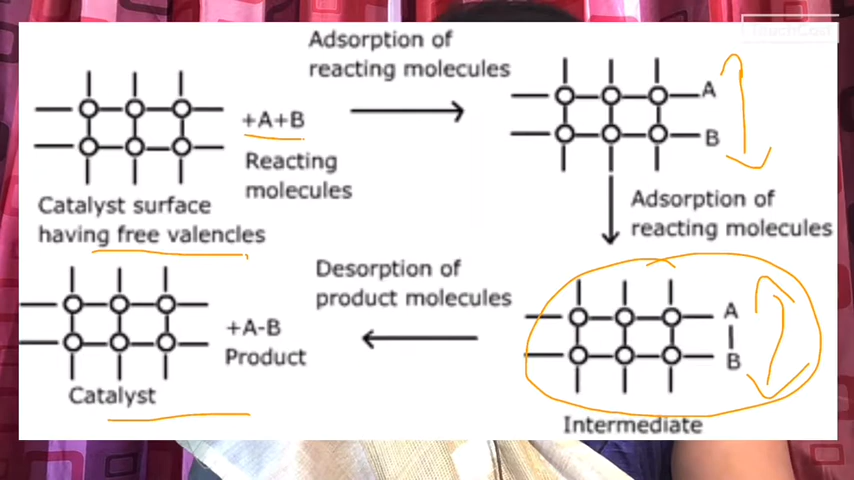 Adsorption of
reacting molecules
+A+B
Reacting
molecules
Catalyst surface
having free valencies
A
B
Adsorption of
reacting molecules
A
B
Intermediate
Desorption of
product molecules
+A-B
Product
Catalyst